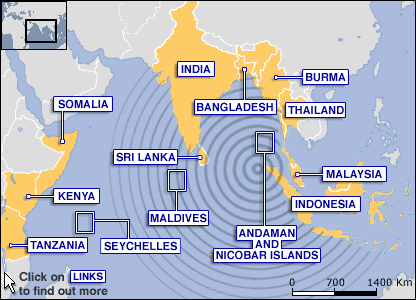 INDIA
BURMA
BANGLADESH
SOMALIA
THAILAND
SRI LANKA
MALAYSIA
KENYA
MALDIVES
INDONESIA
TANZANIA
SEYCHELLES
ANDAMAN
AND
NICOBAR ISLANDS
Click on
to find out more
LINKS
0 700 1400 Km